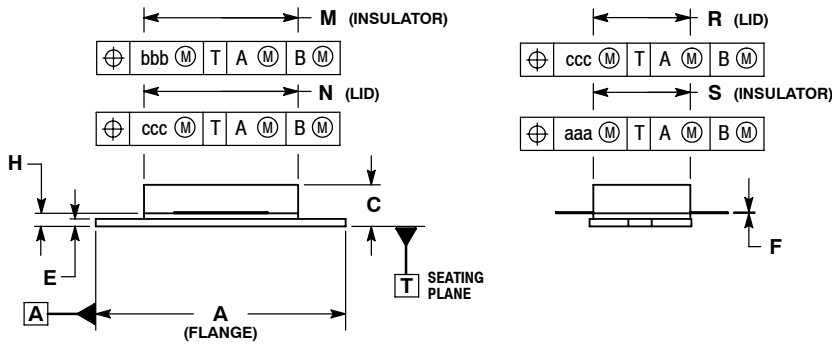 M (INSULATOR)
⌖ bbb Ⓜ T A Ⓜ B Ⓜ
N (LID)
⌖ ccc Ⓜ T A Ⓜ B Ⓜ
R (LID)
⌖ ccc Ⓜ T A Ⓜ B Ⓜ
S (INSULATOR)
⌖ aaa Ⓜ T A Ⓜ B Ⓜ
H
C
E
F
T SEATING
PLANE
A
A
(FLANGE)